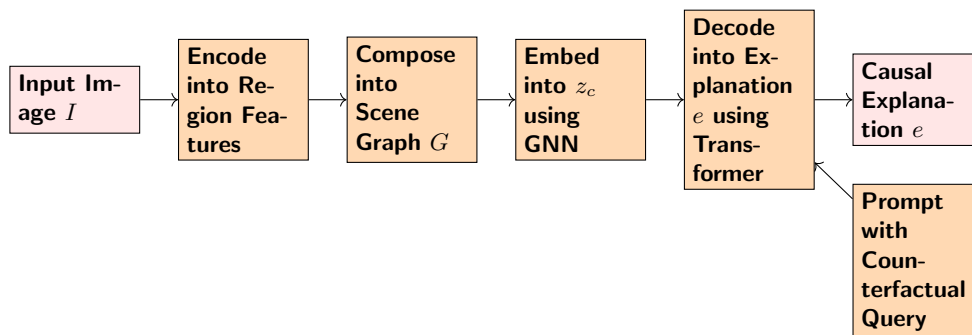 Input Im-
age I
Encode
into Re-
gion Fea-
tures
Compose
into
Scene
Graph G
Embed
into z_c
using
GNN
Decode
into Ex-
planation
e using
Trans-
former
Causal
Explana-
tion e
Prompt
with
Coun-
terfactual
Query